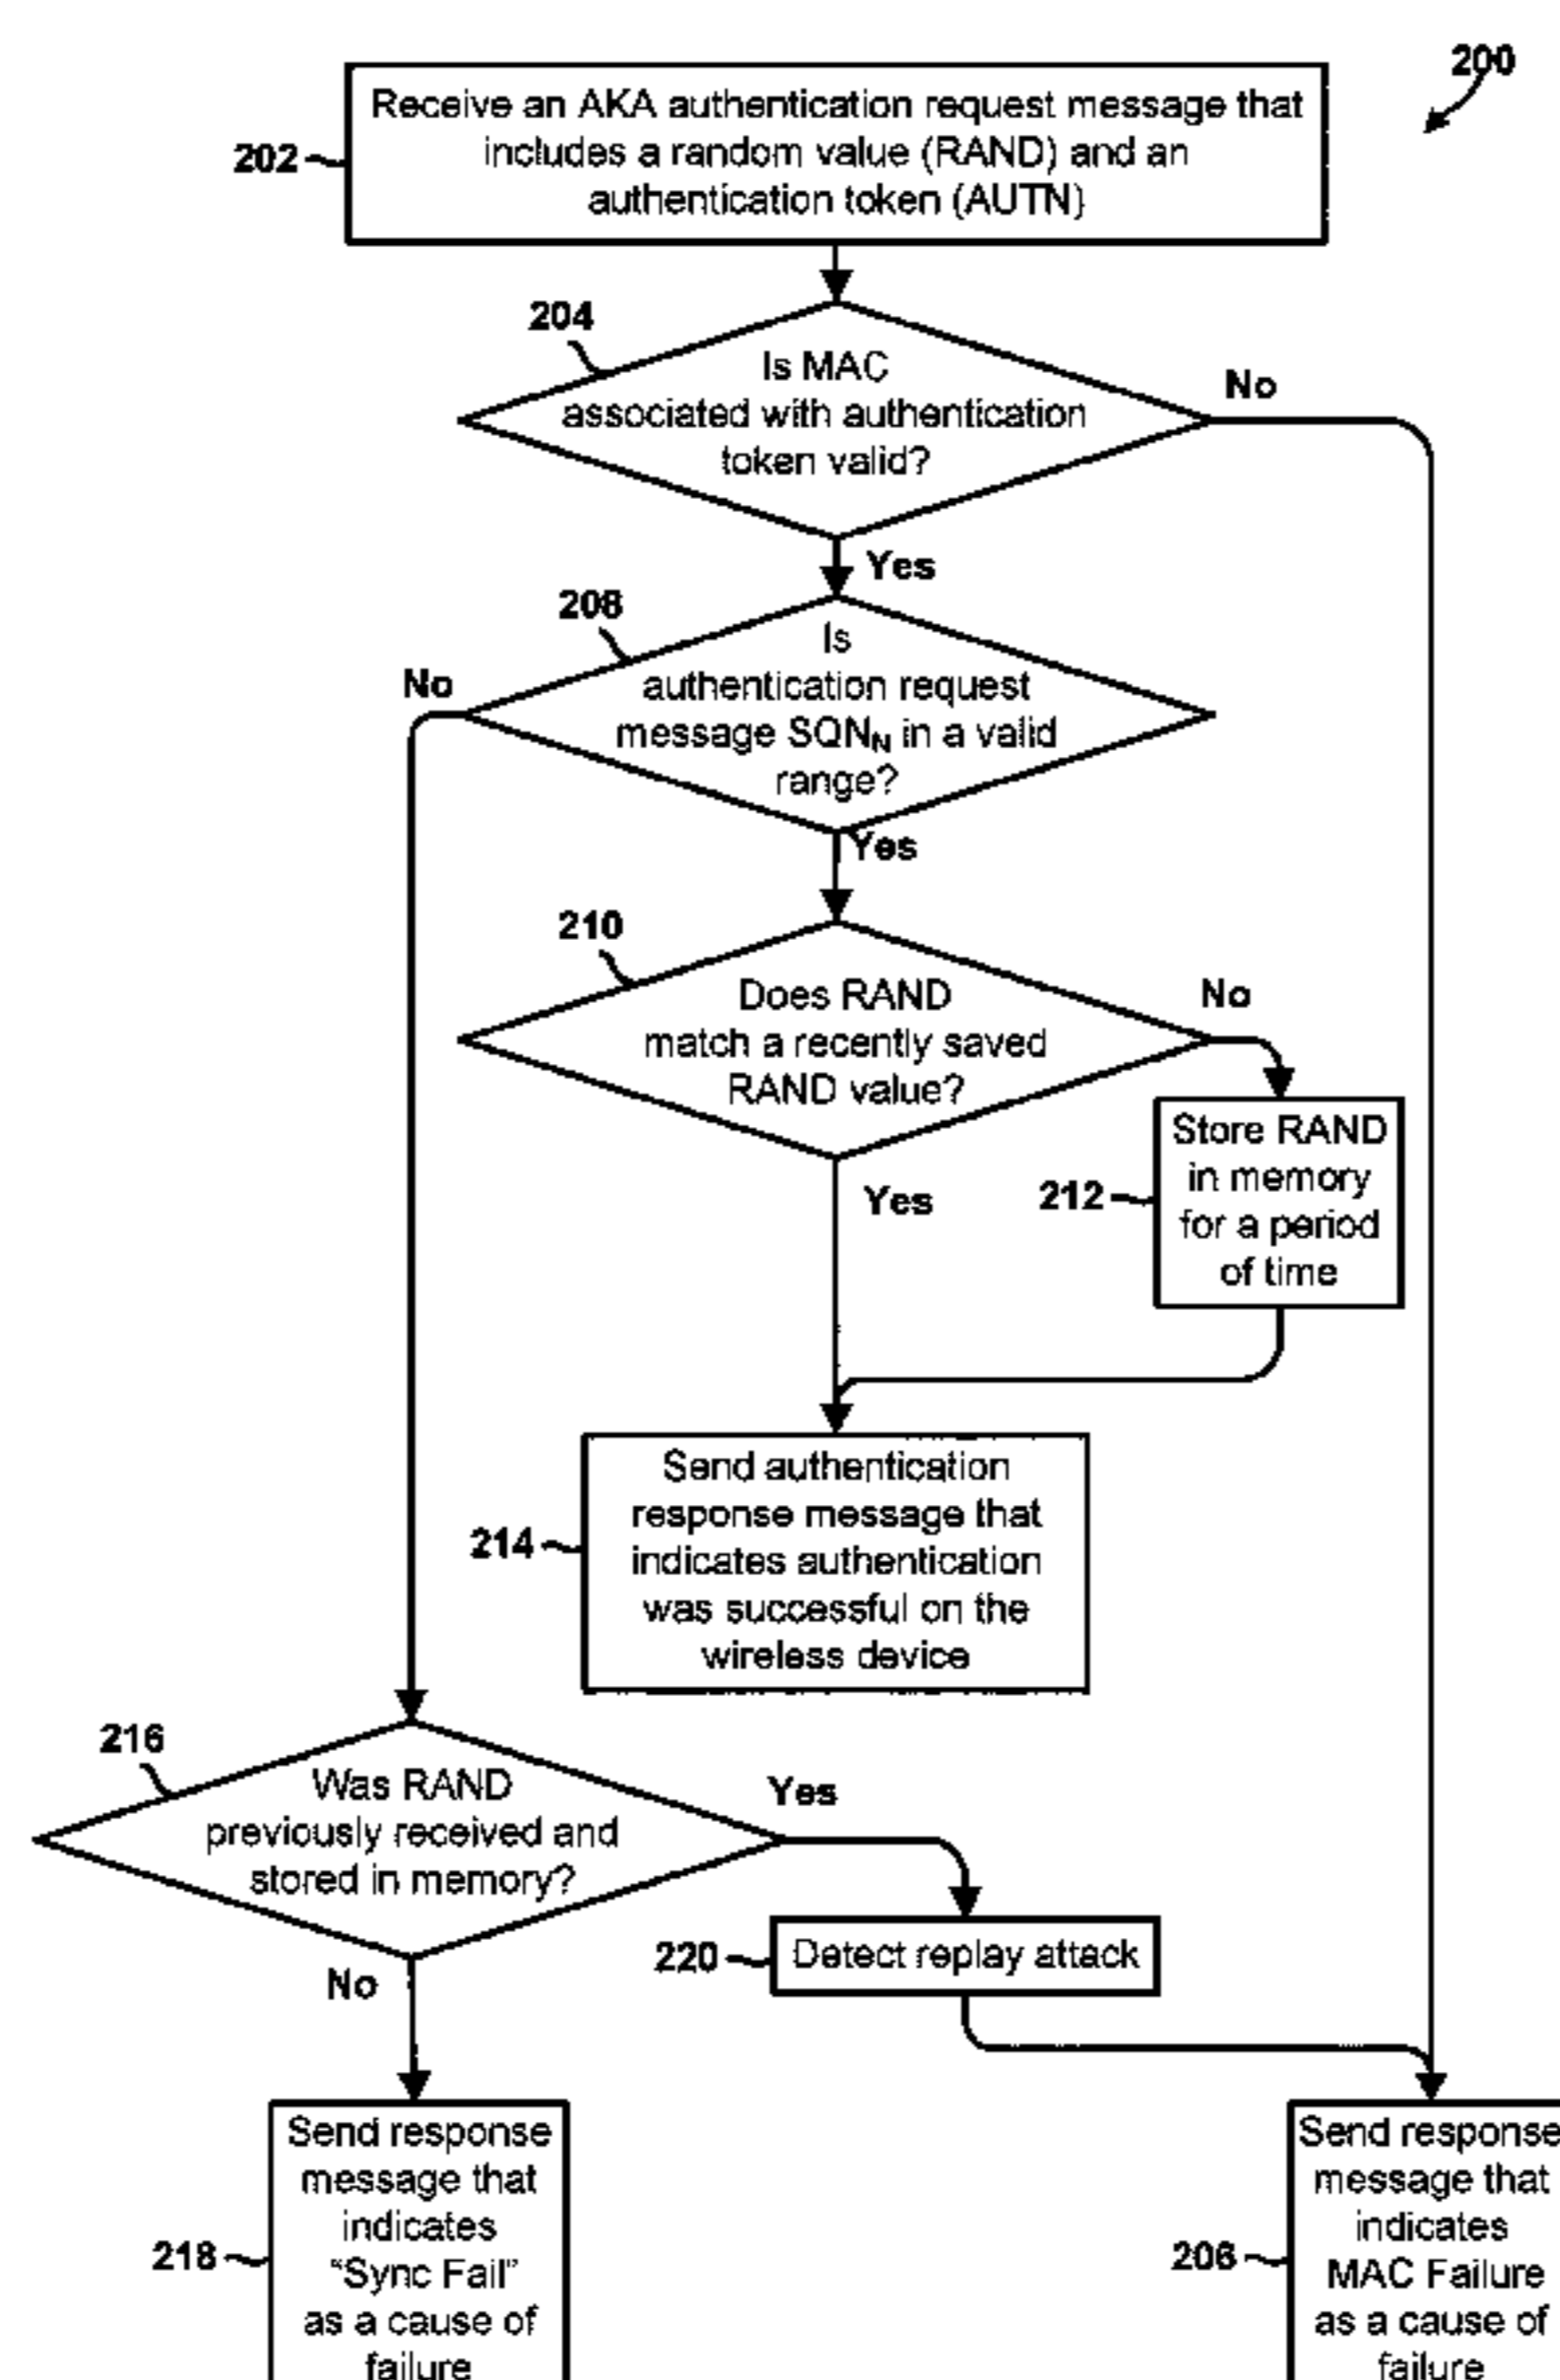 200
Receive an AKA authentication request message that
includes a random value (RAND) and an
authentication token (AUTN)
202
204
Is MAC
associated with authentication
token valid?
No
Yes
208
Is
authentication request
message SQNN in a valid
range?
No
Yes
210
Does RAND
match a recently saved
RAND value?
No
Yes
Store RAND
in memory
for a period
of time
212
Send authentication
response message that
indicates authentication
was successful on the
wireless device
214
216
Was RAND
previously received and
stored in memory?
Yes
No
220
Detect replay attack
Send response
message that
indicates
"Sync Fail"
as a cause of
failure
218
Send response
message that
indicates
MAC Failure
as a cause of
failure
206